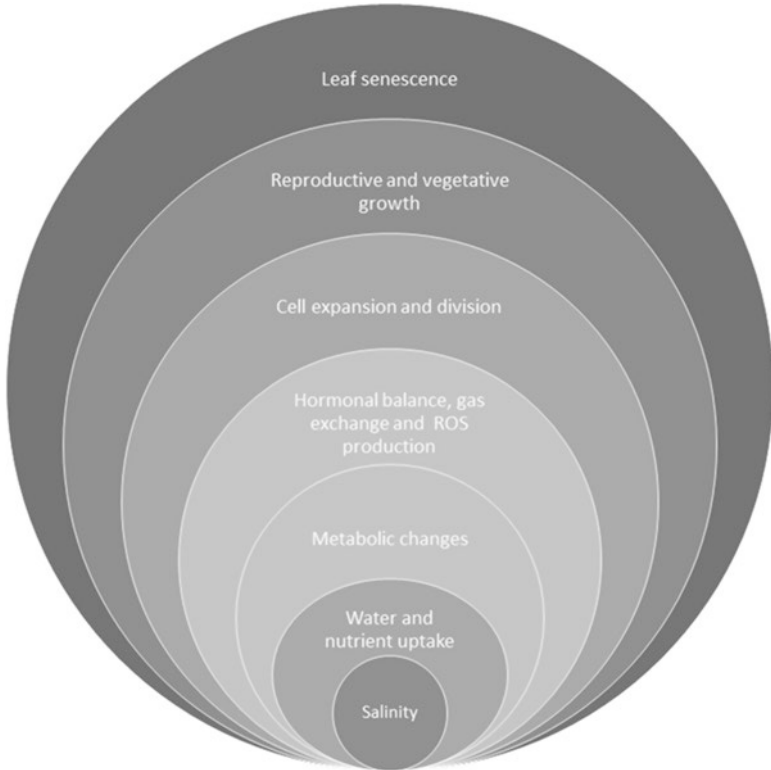 Leaf senescence
Reproductive and vegetative
growth
Cell expansion and division
Hormonal balance, gas
exchange and ROS
production
Metabolic changes
Water and
nutrient uptake
Salinity